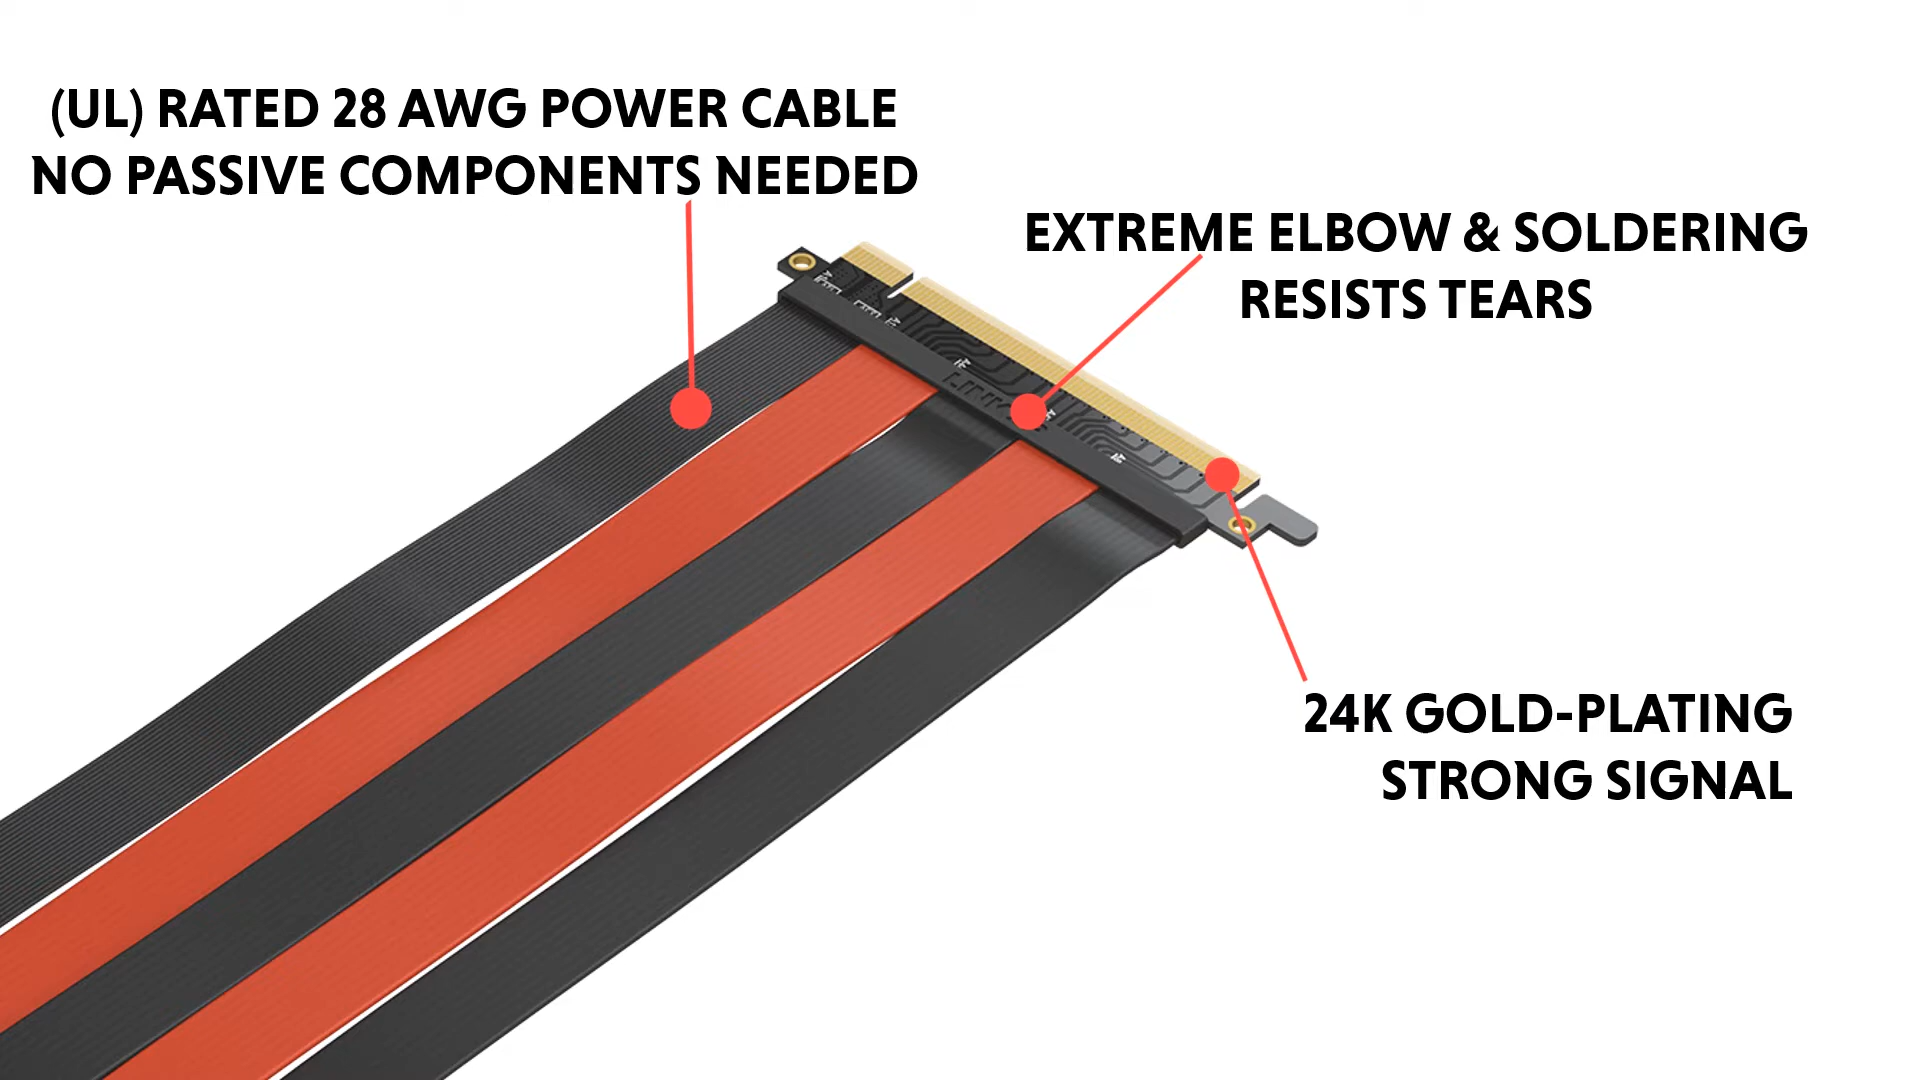 (UL) RATED 28 AWG POWER CABLE
NO PASSIVE COMPONENTS NEEDED
EXTREME ELBOW & SOLDERING
RESISTS TEARS
24K GOLD-PLATING
STRONG SIGNAL